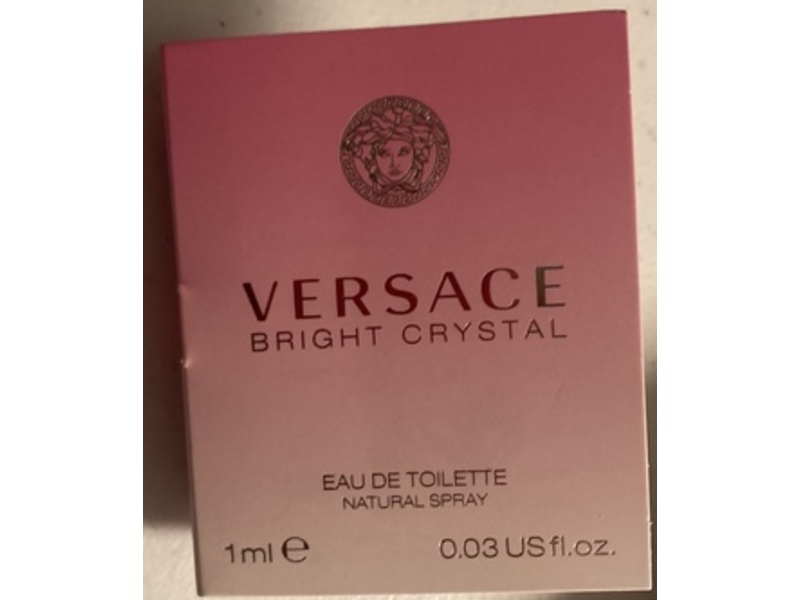 VERSACE
BRIGHT CRYSTAL
EAU DE TOILETTE
NATURAL SPRAY
1ml ℮ 0.03 US fl.oz.